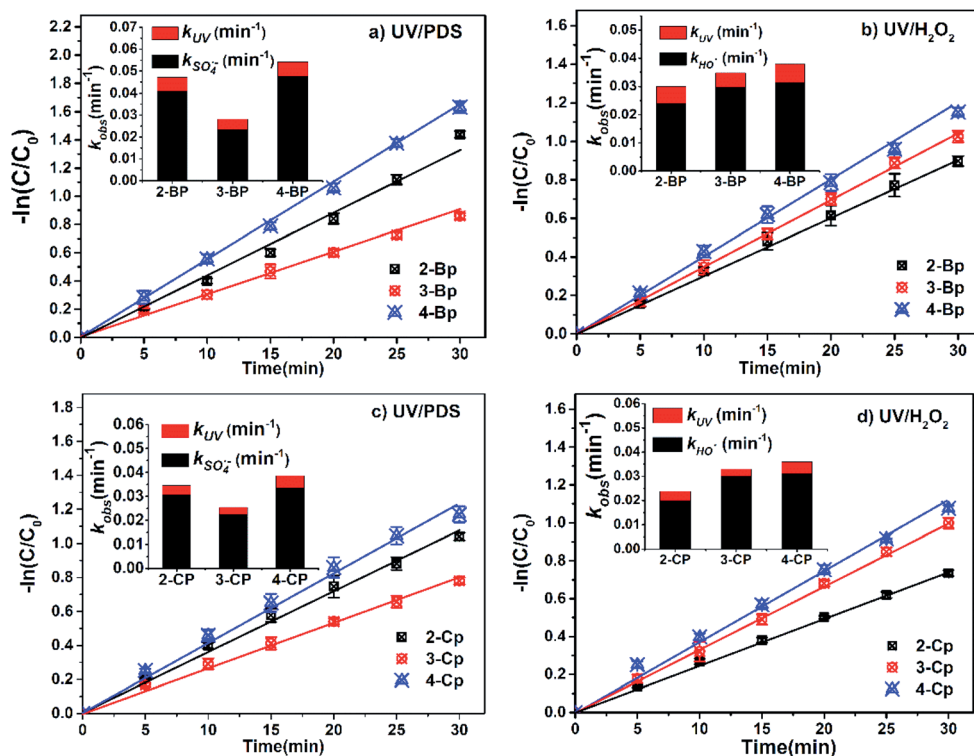 a) UV/PDS
k_UV (min⁻¹)
k_SO₄·⁻ (min⁻¹)
k_obs(min⁻¹)
0.07
0.06
0.05
0.04
0.03
0.02
0.01
0.00
2-BP 3-BP 4-BP
-Ln(C/C₀)
1.8
1.6
1.4
1.2
1.0
0.8
0.6
0.4
0.2
0.0
2-Bp
3-Bp
4-Bp
0 5 10 15 20 25 30
Time(min)
b) UV/H₂O₂
k_UV (min⁻¹)
k_HO· (min⁻¹)
k_obs(min⁻¹)
0.05
0.04
0.03
0.02
0.01
0.00
2-BP 3-BP 4-BP
-Ln(C/C₀)
1.6
1.4
1.2
1.0
0.8
0.6
0.4
0.2
0.0
2-Bp
3-Bp
4-Bp
0 5 10 15 20 25 30
Time(min)
c) UV/PDS
k_UV (min⁻¹)
k_SO₄·⁻ (min⁻¹)
k_obs(min⁻¹)
0.06
0.05
0.04
0.03
0.02
0.01
0.00
2-CP 3-CP 4-CP
-Ln(C/C₀)
1.8
1.6
1.4
1.2
1.0
0.8
0.6
0.4
0.2
0.0
2-Cp
3-Cp
4-Cp
0 5 10 15 20 25 30
Time(min)
d) UV/H₂O₂
k_UV (min⁻¹)
k_HO· (min⁻¹)
k_obs(min⁻¹)
0.06
0.05
0.04
0.03
0.02
0.01
0.00
2-CP 3-CP 4-CP
-Ln(C/C₀)
1.6
1.4
1.2
1.0
0.8
0.6
0.4
0.2
0.0
2-Cp
3-Cp
4-Cp
0 5 10 15 20 25 30
Time(min)